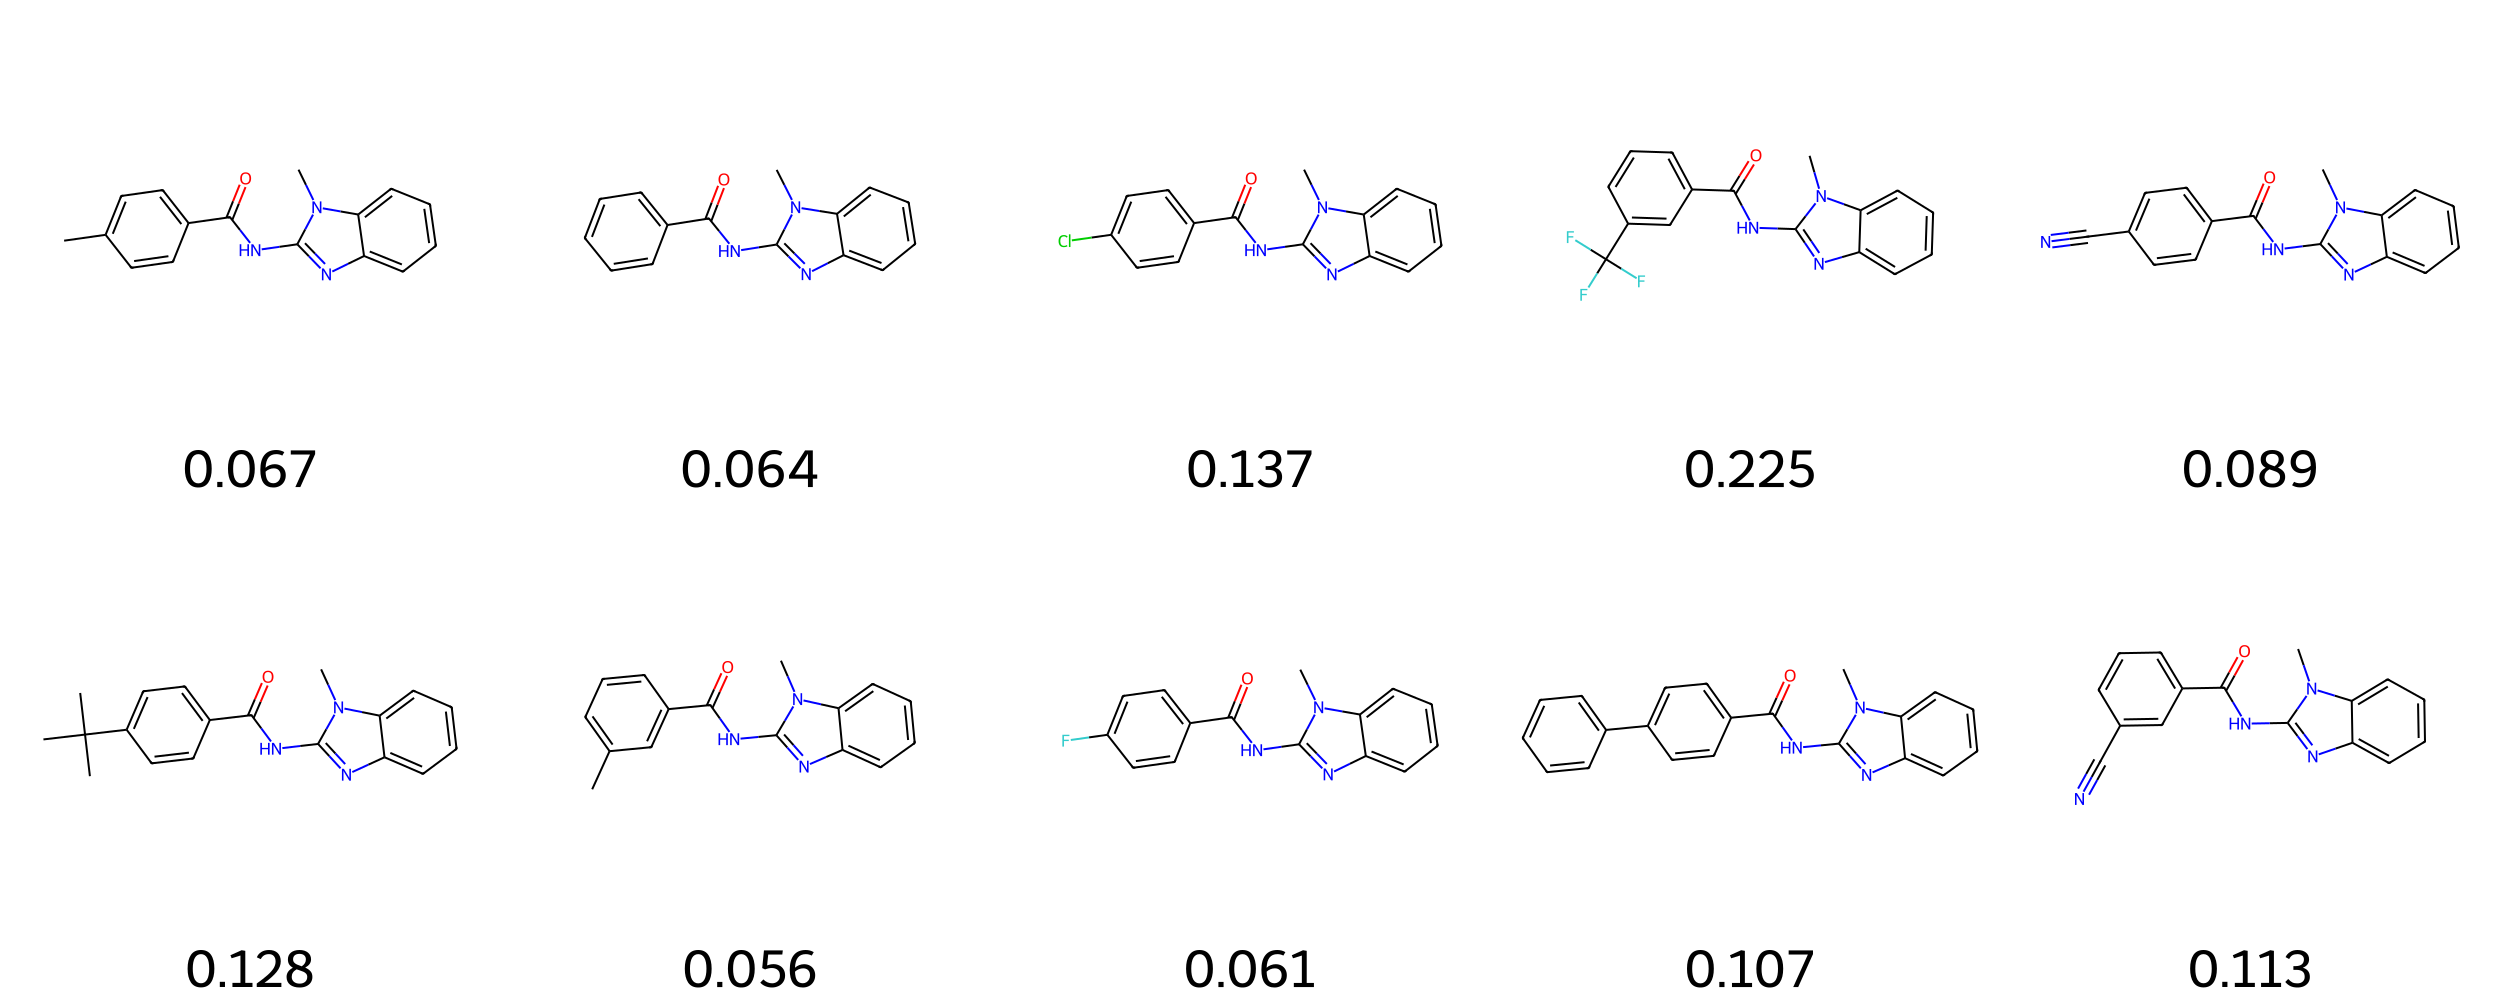 O N HN N
O N HN N
Cl O N HN N
F F F O HN N N
N O HN N N
0.067 0.064 0.137 0.225 0.089
O HN N N
O HN N N
F O HN N N
O HN N N
N O HN N N
0.128 0.056 0.061 0.107 0.113